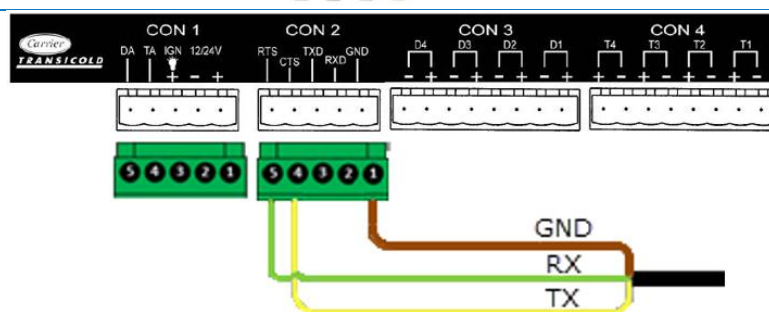 CON 1 CON 2 CON 3 CON 4
Carrier
TRANSICOLD
DA TA IGN 12/24V
+ - +
RTS CTS TXD RXD GND
D4 D3 D2 D1
- + - + - + - +
T4 T3 T2 T1
+ - + - + - + -
5 4 3 2 1
5 4 3 2 1
GND
RX
TX